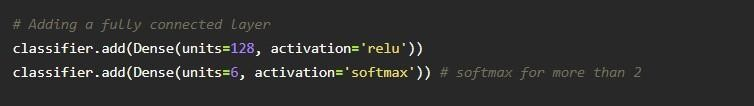 # Adding a fully connected layer
classifier.add(Dense(units=128, activation='relu'))
classifier.add(Dense(units=6, activation='softmax')) # softmax for more than 2